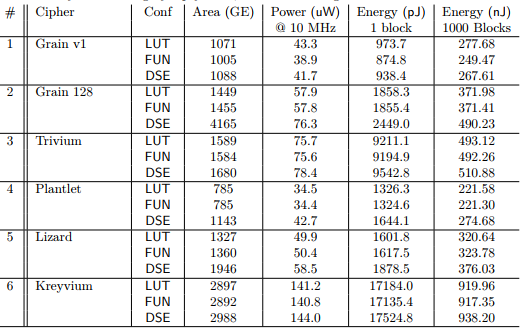 # Cipher Conf Area (GE) Power (uW) Energy (pJ) Energy (nJ)
@ 10 MHz 1 block 1000 Blocks
1 Grain v1 LUT 1071 43.3 973.7 277.68
FUN 1005 38.9 874.8 249.47
DSE 1088 41.7 938.4 267.61
2 Grain 128 LUT 1449 57.9 1858.3 371.98
FUN 1455 57.8 1855.4 371.41
DSE 4165 76.3 2449.0 490.23
3 Trivium LUT 1589 75.7 9211.1 493.12
FUN 1584 75.6 9194.9 492.26
DSE 1680 78.4 9542.8 510.88
4 Plantlet LUT 785 34.5 1326.3 221.58
FUN 785 34.4 1324.6 221.30
DSE 1143 42.7 1644.1 274.68
5 Lizard LUT 1327 49.9 1601.8 320.64
FUN 1360 50.4 1617.5 323.78
DSE 1946 58.5 1878.5 376.03
6 Kreyvium LUT 2897 141.2 17184.0 919.96
FUN 2892 140.8 17135.4 917.35
DSE 2988 144.0 17524.8 938.20